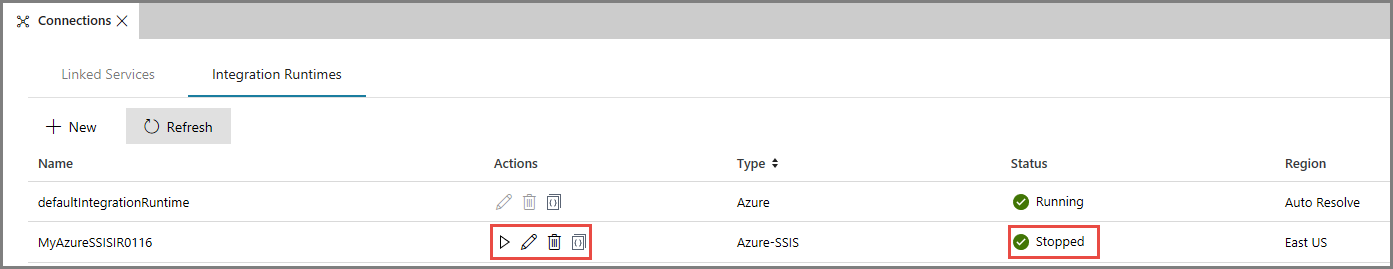 Connections
Linked Services Integration Runtimes
New Refresh
Name Actions Type Status Region
defaultIntegrationRuntime Azure Running Auto Resolve
MyAzureSSISIR0116 Azure-SSIS Stopped East US